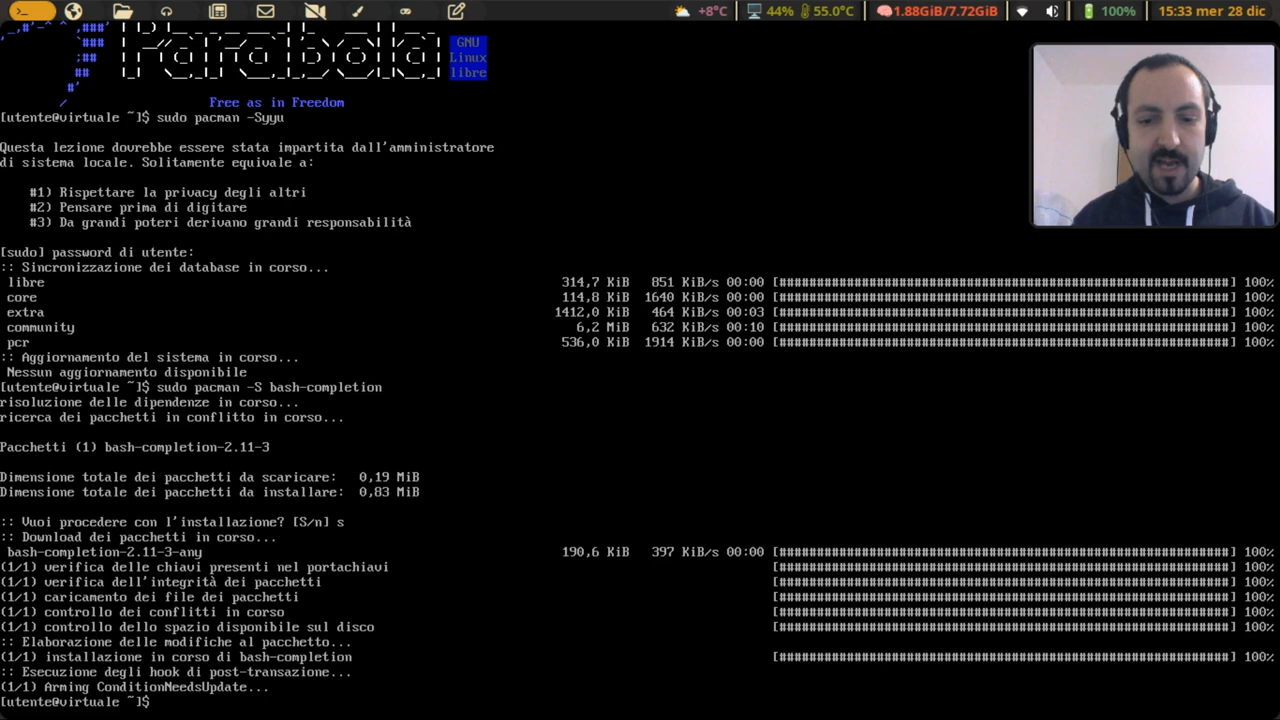 +8°C 44% 55.0°C 1.88GiB/7.72GiB 100% 15:33 mer 28 dic
Parabola
GNU
Linux
libre
Free as in Freedom
[utente@virtuale ~]$ sudo pacman -Syyu
Questa lezione dovrebbe essere stata impartita dall'amministratore
di sistema locale. Solitamente equivale a:
#1) Rispettare la privacy degli altri
#2) Pensare prima di digitare
#3) Da grandi poteri derivano grandi responsabilità
[sudo] password di utente:
:: Sincronizzazione dei database in corso...
libre 314,7 KiB 851 KiB/s 00:00 [##############################################################] 100%
core 114,8 KiB 1640 KiB/s 00:00 [##############################################################] 100%
extra 1412,0 KiB 464 KiB/s 00:03 [##############################################################] 100%
community 6,2 MiB 632 KiB/s 00:10 [##############################################################] 100%
pcr 536,0 KiB 1914 KiB/s 00:00 [##############################################################] 100%
:: Aggiornamento del sistema in corso...
Nessun aggiornamento disponibile
[utente@virtuale ~]$ sudo pacman -S bash-completion
risoluzione delle dipendenze in corso...
ricerca dei pacchetti in conflitto in corso...
Pacchetti (1) bash-completion-2.11-3
Dimensione totale dei pacchetti da scaricare: 0,19 MiB
Dimensione totale dei pacchetti da installare: 0,83 MiB
:: Vuoi procedere con l'installazione? [S/n] s
:: Download dei pacchetti in corso...
bash-completion-2.11-3-any 190,6 KiB 397 KiB/s 00:00 [##############################################################] 100%
(1/1) verifica delle chiavi presenti nel portachiavi [##############################################################] 100%
(1/1) verifica dell'integrità dei pacchetti [##############################################################] 100%
(1/1) caricamento dei file dei pacchetti [##############################################################] 100%
(1/1) controllo dei conflitti in corso [##############################################################] 100%
(1/1) controllo dello spazio disponibile sul disco [##############################################################] 100%
:: Elaborazione delle modifiche al pacchetto...
(1/1) installazione in corso di bash-completion [##############################################################] 100%
:: Esecuzione degli hook di post-transazione...
(1/1) Arming ConditionNeedsUpdate...
[utente@virtuale ~]$